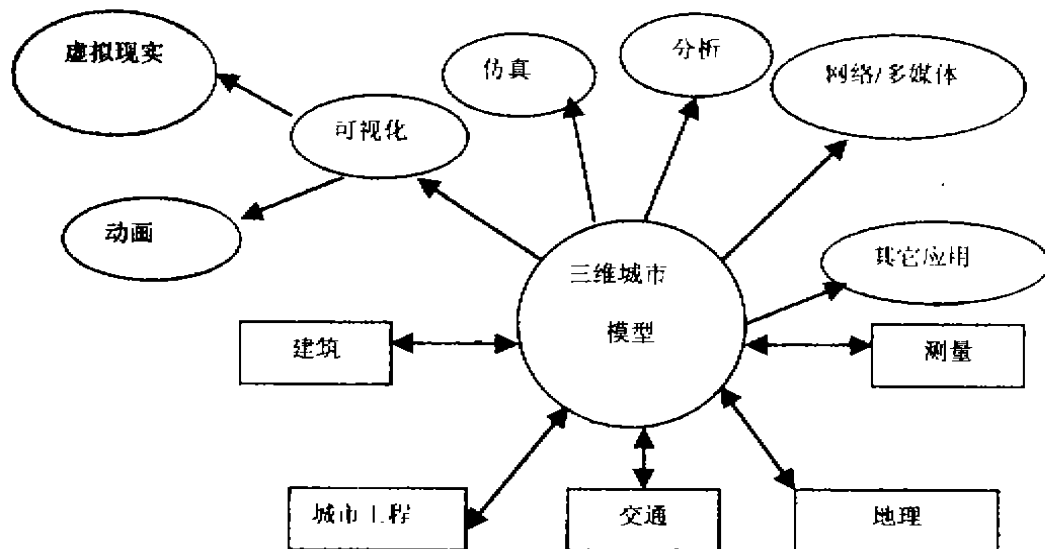 虚拟现实
仿真
分析
网络/多媒体
可视化
动画
其它应用
三维城市
模型
建筑
测量
城市工程
交通
地理